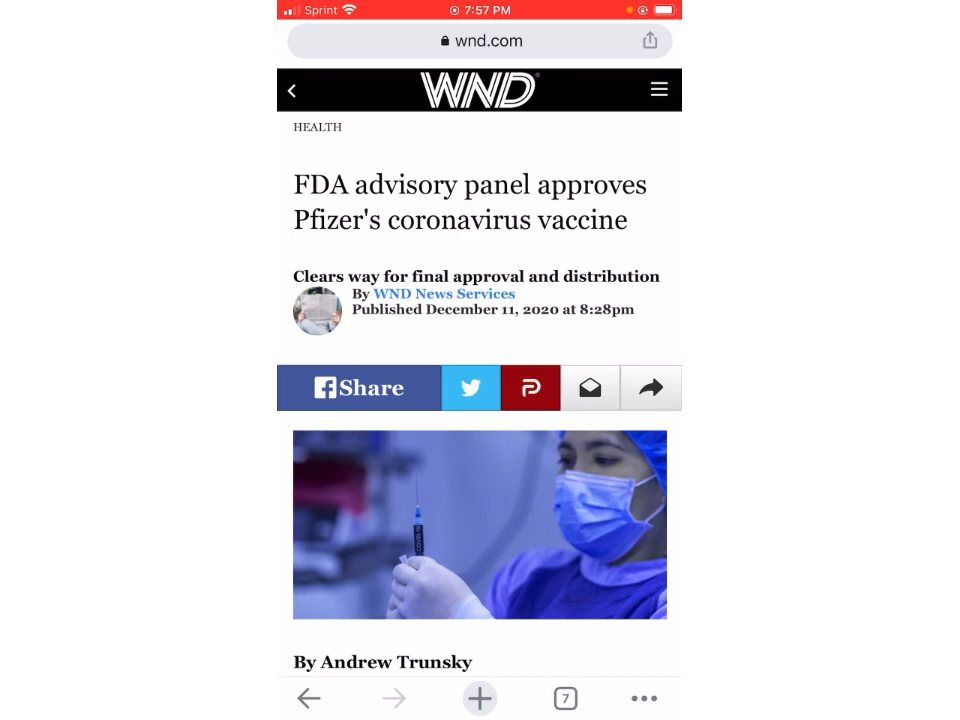 Sprint 7:57 PM
wnd.com
WND
HEALTH
FDA advisory panel approves
Pfizer's coronavirus vaccine
Clears way for final approval and distribution
By WND News Services
Published December 11, 2020 at 8:28pm
Share
COVID-19
By Andrew Trunsky
7